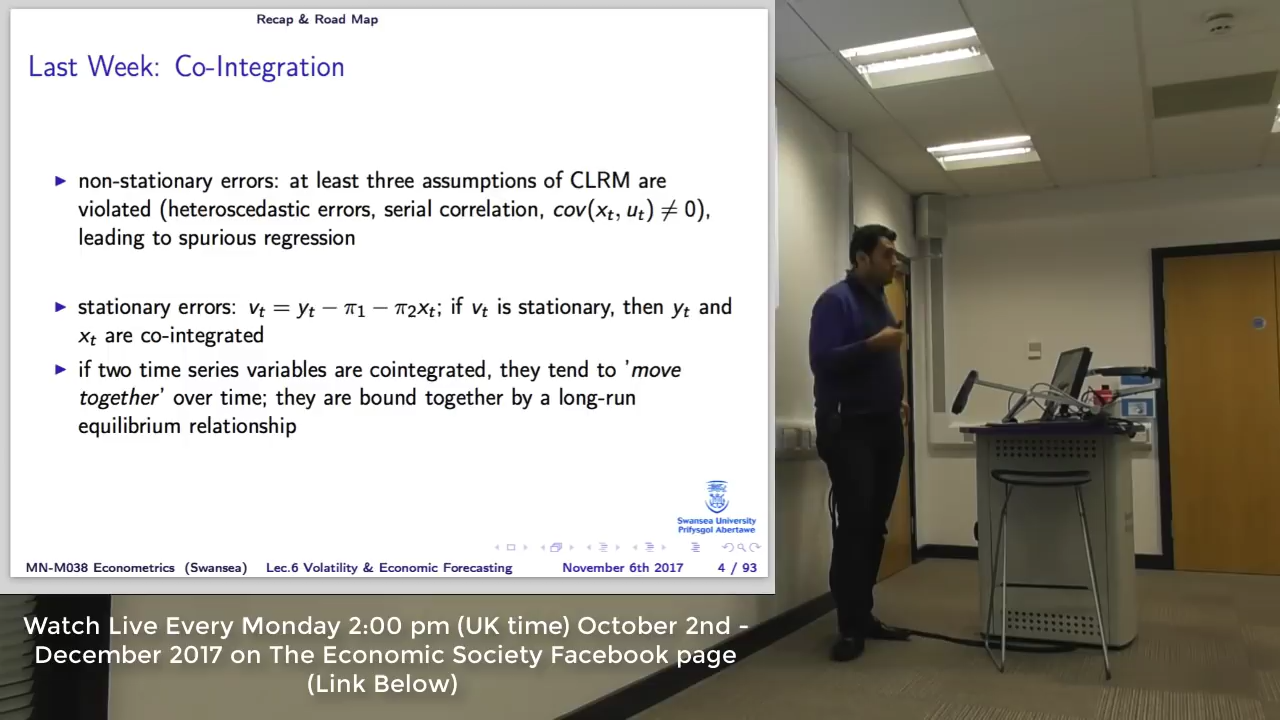 Recap & Road Map
Last Week: Co-Integration
▶ non-stationary errors: at least three assumptions of CLRM are
violated (heteroscedastic errors, serial correlation, cov(xₜ, uₜ) ≠ 0),
leading to spurious regression
▶ stationary errors: vₜ = yₜ − π₁ − π₂xₜ; if vₜ is stationary, then yₜ and
xₜ are co-integrated
▶ if two time series variables are cointegrated, they tend to 'move
together' over time; they are bound together by a long-run
equilibrium relationship
Swansea University
Prifysgol Abertawe
MN-M038 Econometrics (Swansea) Lec.6 Volatility & Economic Forecasting November 6th 2017 4 / 93
Watch Live Every Monday 2:00 pm (UK time) October 2nd -
December 2017 on The Economic Society Facebook page
(Link Below)